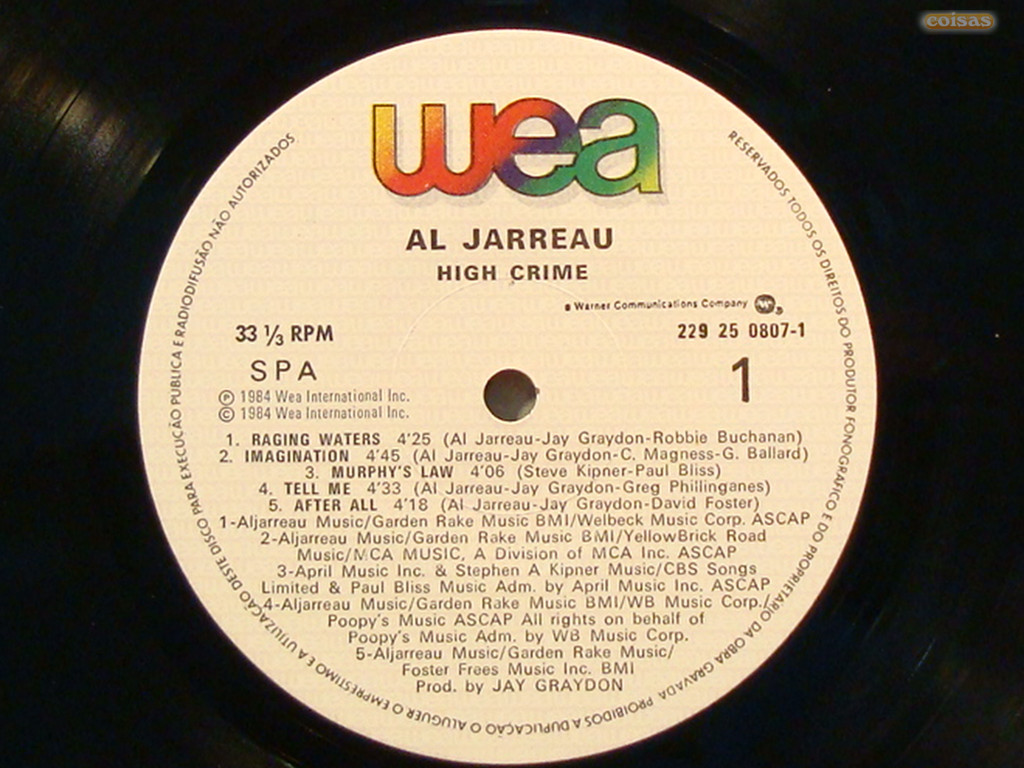 coisas
wea
AL JARREAU
HIGH CRIME
a Warner Communications Company
33 1/3 RPM
229 25 0807-1
SPA
1
Ⓟ 1984 Wea International Inc.
© 1984 Wea International Inc.
1. RAGING WATERS 4'25 (Al Jarreau-Jay Graydon-Robbie Buchanan)
2. IMAGINATION 4'45 (Al Jarreau-Jay Graydon-C. Magness-G. Ballard)
3. MURPHY'S LAW 4'06 (Steve Kipner-Paul Bliss)
4. TELL ME 4'33 (Al Jarreau-Jay Graydon-Greg Phillinganes)
5. AFTER ALL 4'18 (Al Jarreau-Jay Graydon-David Foster)
1-Aljarreau Music/Garden Rake Music BMI/Welbeck Music Corp. ASCAP
2-Aljarreau Music/Garden Rake Music BMI/YellowBrick Road
Music/MCA MUSIC, A Division of MCA Inc. ASCAP
3-April Music Inc. & Stephen A Kipner Music/CBS Songs
Limited & Paul Bliss Music Adm. by April Music Inc. ASCAP
4-Aljarreau Music/Garden Rake Music BMI/WB Music Corp./
Poopy's Music ASCAP All rights on behalf of
Poopy's Music Adm. by WB Music Corp.
5-Aljarreau Music/Garden Rake Music/
Foster Frees Music Inc. BMI
Prod. by JAY GRAYDON
RESERVADOS TODOS OS DIREITOS DO PRODUTOR FONOGRAFICO E DO PROPRIETARIO DA OBRA GRAVADA PROIBIDOS A DUPLICAÇAO O ALUGUER O EMPRESTIMO E A UTILIZAÇAO DESTE DISCO PARA EXECUÇÃO PUBLICA E RADIODIFUSÃO NÃO AUTORIZADOS